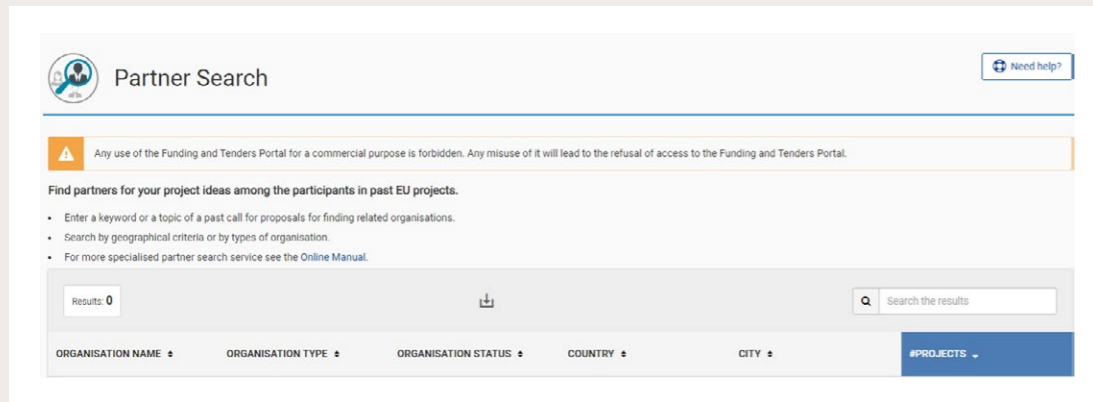 Partner Search
Need help?
Any use of the Funding and Tenders Portal for a commercial purpose is forbidden. Any misuse of it will lead to the refusal of access to the Funding and Tenders Portal.
Find partners for your project ideas among the participants in past EU projects.
• Enter a keyword or a topic of a past call for proposals for finding related organisations.
• Search by geographical criteria or by types of organisation.
• For more specialised partner search service see the Online Manual.
Results: 0
Search the results
ORGANISATION NAME ORGANISATION TYPE ORGANISATION STATUS COUNTRY CITY #PROJECTS